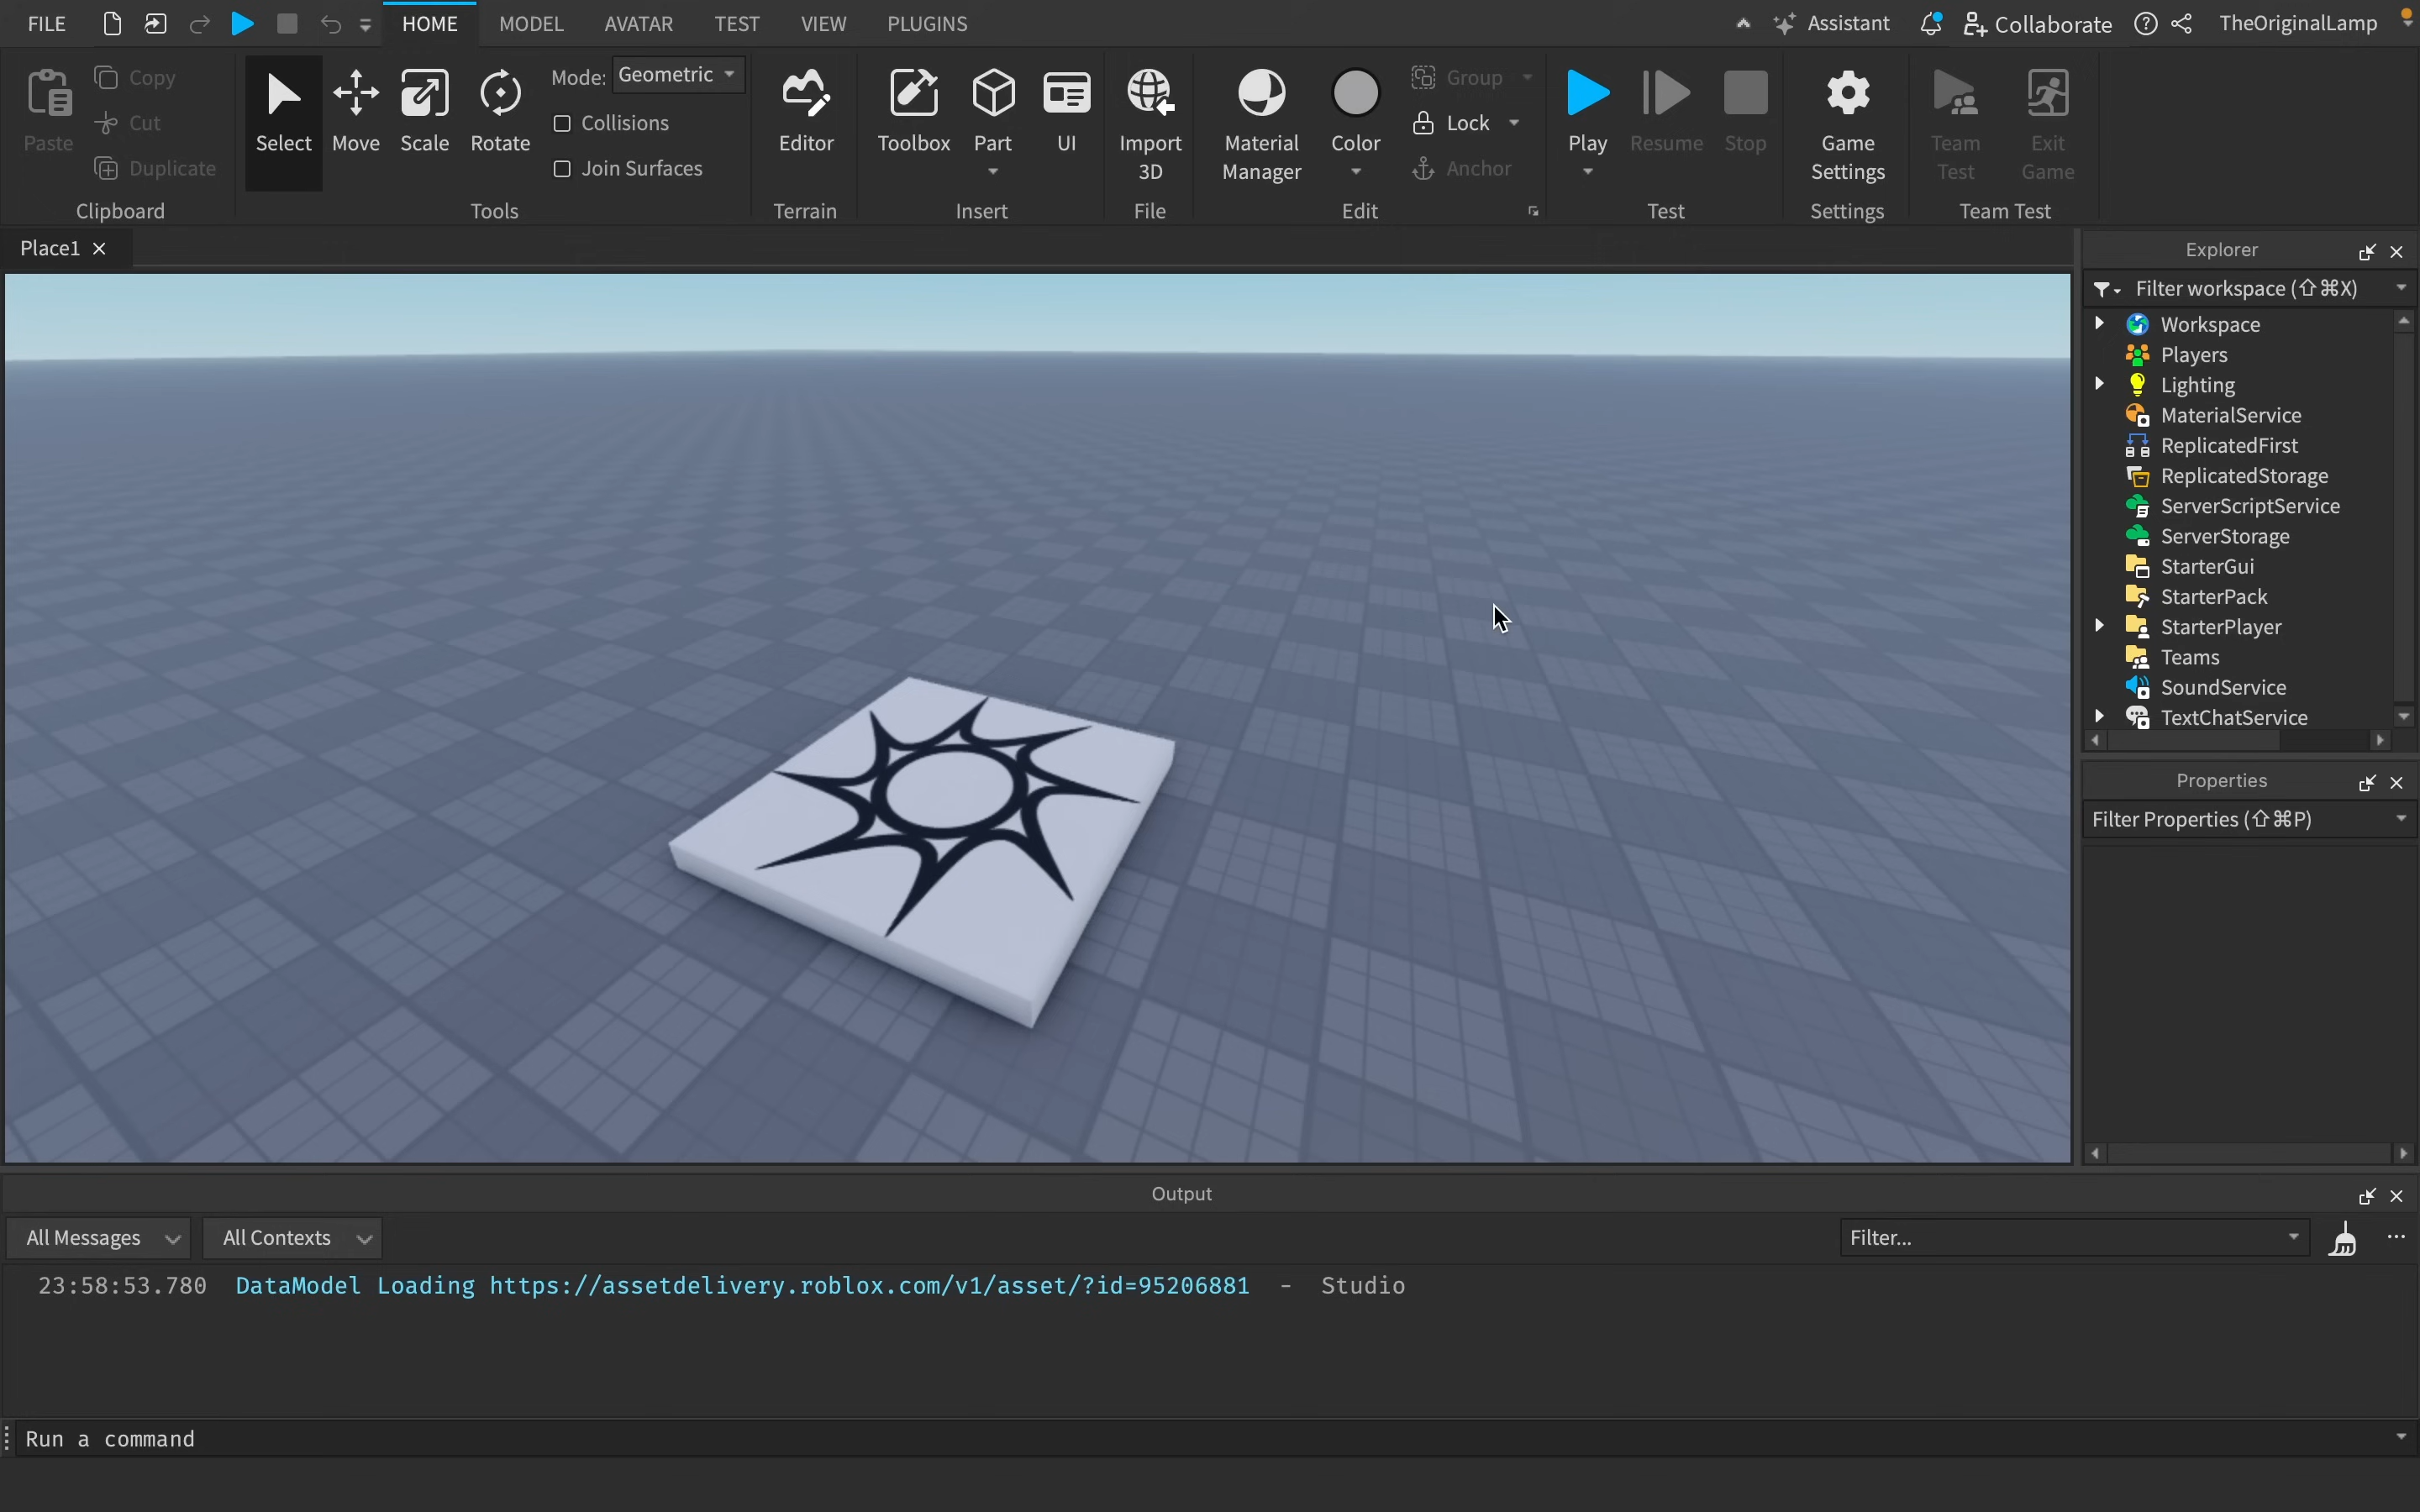 FILE HOME MODEL AVATAR TEST VIEW PLUGINS Assistant Collaborate TheOriginalLamp
Paste Copy Cut Duplicate
Clipboard
Select Move Scale Rotate Mode: Geometric
Collisions
Join Surfaces
Tools
Editor
Terrain
Toolbox Part UI
Insert
Import 3D
File
Material Manager Color Group
Lock
Anchor
Edit
Play Resume Stop
Test
Game Settings
Settings
Team Test Exit Game
Team Test
Place1
Explorer
Filter workspace (⇧⌘X)
Workspace
Players
Lighting
MaterialService
ReplicatedFirst
ReplicatedStorage
ServerScriptService
ServerStorage
StarterGui
StarterPack
StarterPlayer
Teams
SoundService
TextChatService
Properties
Filter Properties (⇧⌘P)
Output
All Messages All Contexts Filter...
23:58:53.780 DataModel Loading https://assetdelivery.roblox.com/v1/asset/?id=95206881 - Studio
Run a command